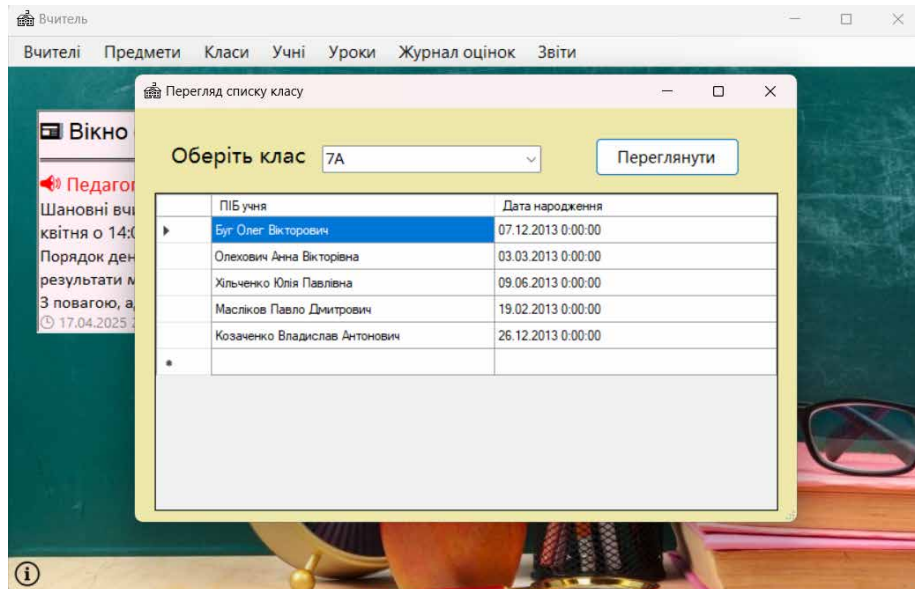 Вчитель
Вчителі Предмети Класи Учні Уроки Журнал оцінок Звіти
Перегляд списку класу
Вікно
Оберіть клас 7А Переглянути
Шановні вчи
квітня о 14:0
Порядок ден
результати м
З повагою, а
17.04.2025
ПІБ учня Дата народження
Буг Олег Вікторович 07.12.2013 0:00:00
Олехович Анна Вікторівна 03.03.2013 0:00:00
Хільченко Юлія Павлівна 09.06.2013 0:00:00
Масліков Павло Дмитрович 19.02.2013 0:00:00
Козаченко Владислав Антонович 26.12.2013 0:00:00